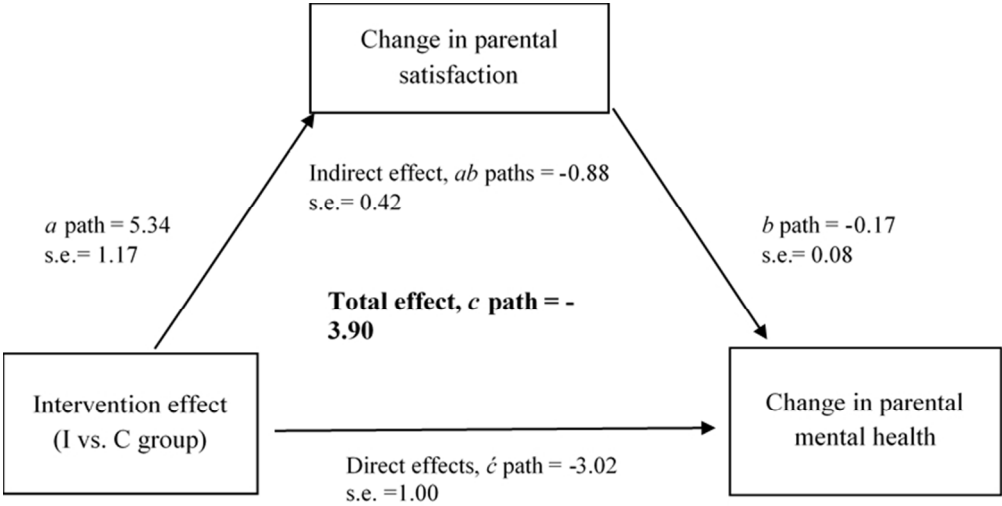 Change in parental
satisfaction
Indirect effect, ab paths = -0.88
s.e.= 0.42
a path = 5.34
s.e.= 1.17
b path = -0.17
s.e.= 0.08
Total effect, c path = -
3.90
Intervention effect
(I vs. C group)
Change in parental
mental health
Direct effects, ć path = -3.02
s.e. =1.00